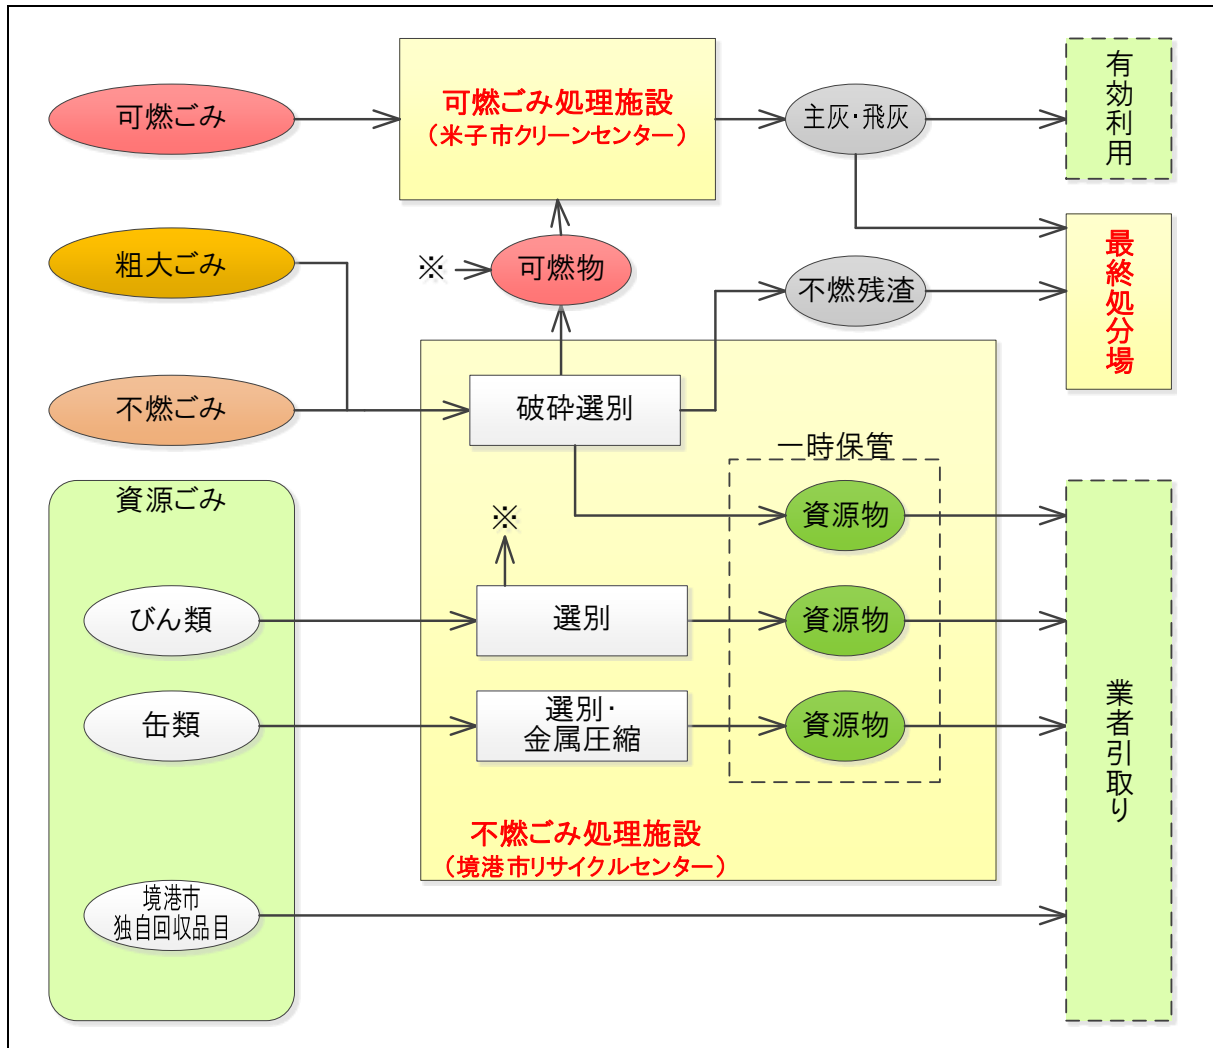 可燃ごみ
可燃ごみ処理施設
（米子市クリーンセンター）
主灰・飛灰
有効利用
粗大ごみ
※
可燃物
不燃残渣
最終処分場
不燃ごみ
破砕選別
一時保管
資源ごみ
資源物
※
びん類
選別
資源物
缶類
選別・
金属圧縮
資源物
業者引取り
不燃ごみ処理施設
（境港市リサイクルセンター）
境港市
独自回収品目